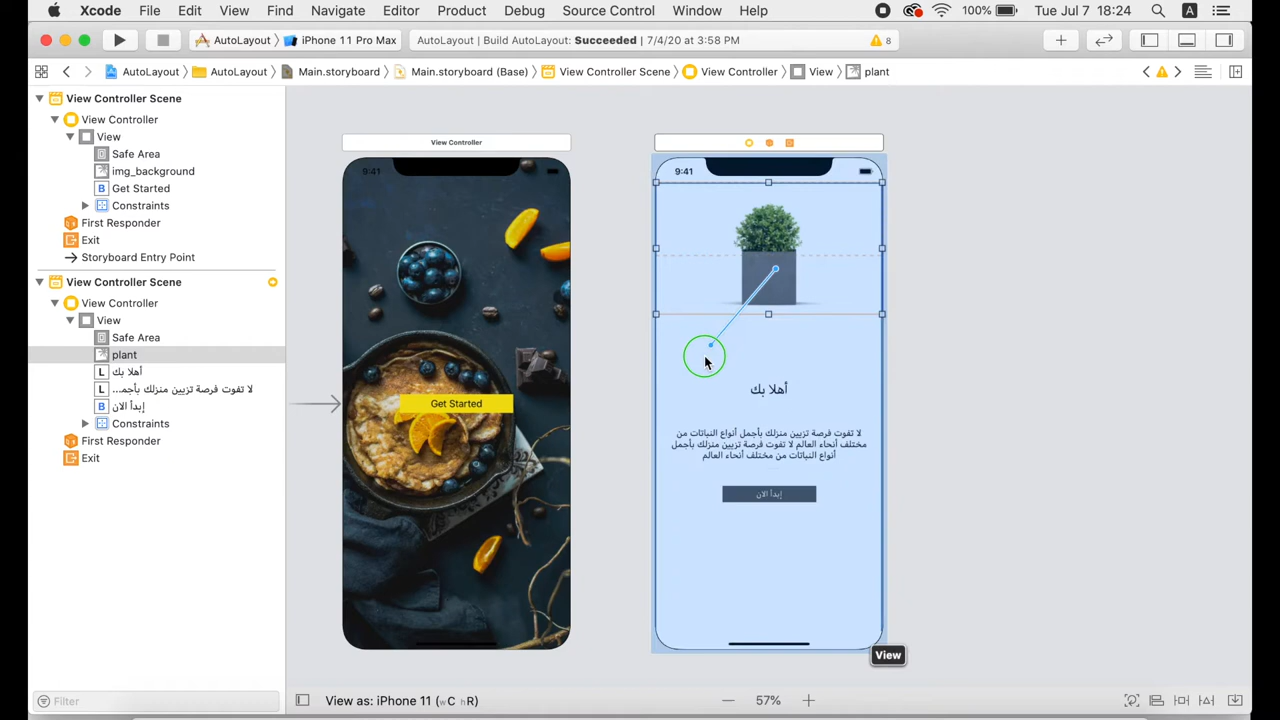 Xcode File Edit View Find Navigate Editor Product Debug Source Control Window Help 100% Tue Jul 7 18:24 A
AutoLayout iPhone 11 Pro Max AutoLayout | Build AutoLayout: Succeeded | 7/4/20 at 3:58 PM 8
AutoLayout AutoLayout Main.storyboard Main.storyboard (Base) View Controller Scene View Controller View plant
View Controller Scene
View Controller
View
Safe Area
img_background
B Get Started
Constraints
First Responder
Exit
Storyboard Entry Point
View Controller Scene
View Controller
View
Safe Area
plant
L أهلا بك
L لا تفوت فرصة تزيين منزلك بأجم...
B إبدأ الان
Constraints
First Responder
Exit
Filter
View Controller
9:41
Get Started
9:41
أهلا بك
لا تفوت فرصة تزيين منزلك بأجمل أنواع النباتات من
مختلف أنحاء العالم لا تفوت فرصة تزيين منزلك بأجمل
أنواع النباتات من مختلف أنحاء العالم
إبدأ الان
View
View as: iPhone 11 (wC hR) 57%